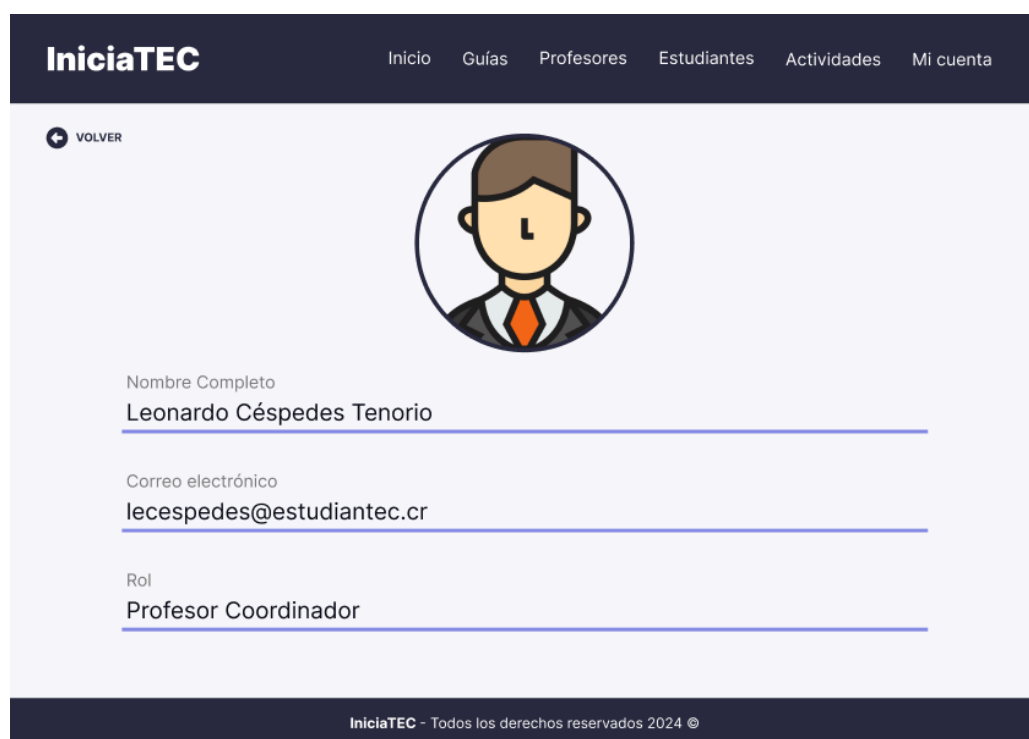 IniciaTEC
Inicio Guías Profesores Estudiantes Actividades Mi cuenta
VOLVER
Nombre Completo
Leonardo Céspedes Tenorio
Correo electrónico
lecespedes@estudiantec.cr
Rol
Profesor Coordinador
IniciaTEC - Todos los derechos reservados 2024 ©